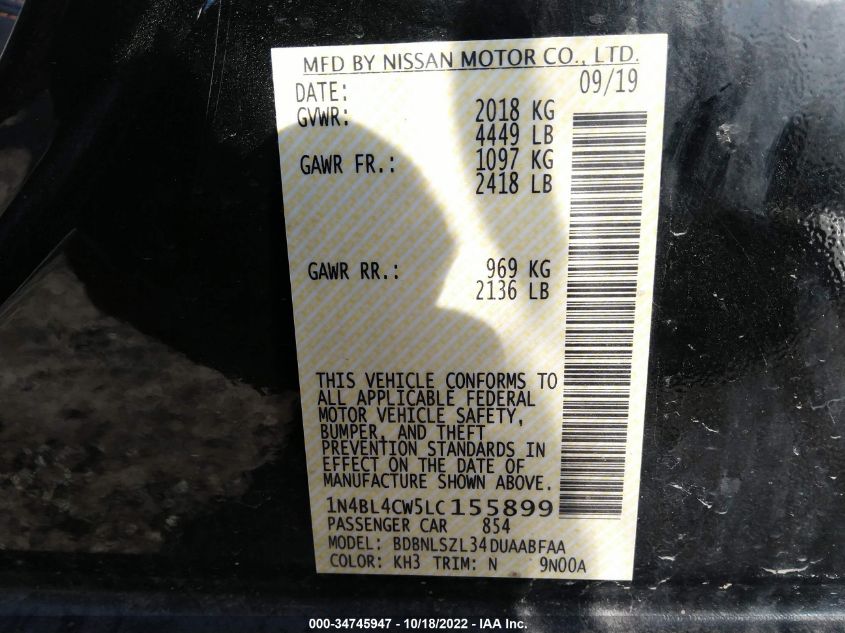 MFD BY NISSAN MOTOR CO., LTD.
DATE: 09/19
GVWR: 2018 KG
4449 LB
GAWR FR.: 1097 KG
2418 LB
GAWR RR.: 969 KG
2136 LB
THIS VEHICLE CONFORMS TO
ALL APPLICABLE FEDERAL
MOTOR VEHICLE SAFETY,
BUMPER, AND THEFT
PREVENTION STANDARDS IN
EFFECT ON THE DATE OF
MANUFACTURE SHOWN ABOVE.
1N4BL4CW5LC155899
PASSENGER CAR 854
MODEL: BDBNLSZL34DUAABFAA
COLOR: KH3 TRIM: N 9N00A
000-34745947 - 10/18/2022 - IAA Inc.